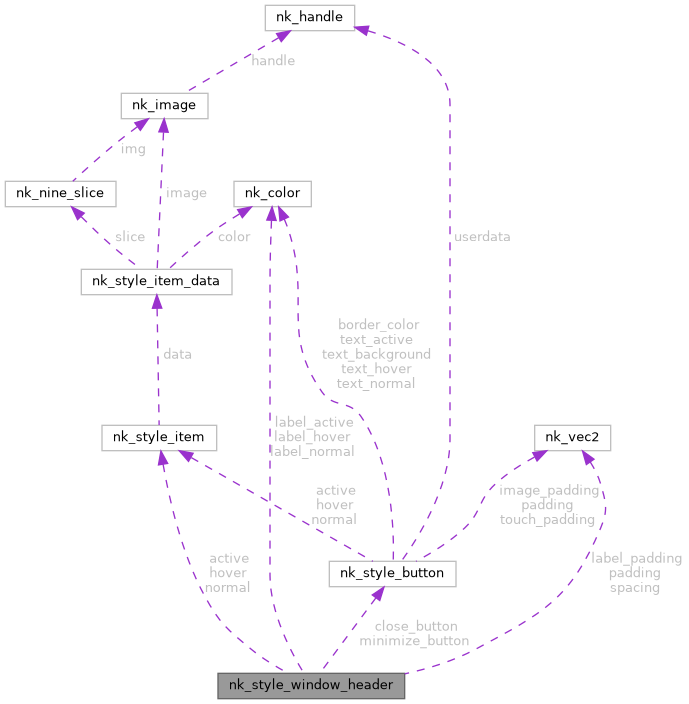 nk_handle
handle
nk_image
img
nk_nine_slice
image
nk_color
slice
color
userdata
nk_style_item_data
border_color
text_active
text_background
text_hover
text_normal
data
label_active
label_hover
label_normal
nk_style_item
nk_vec2
active
hover
normal
image_padding
padding
touch_padding
nk_style_button
active
hover
normal
label_padding
padding
spacing
close_button
minimize_button
nk_style_window_header